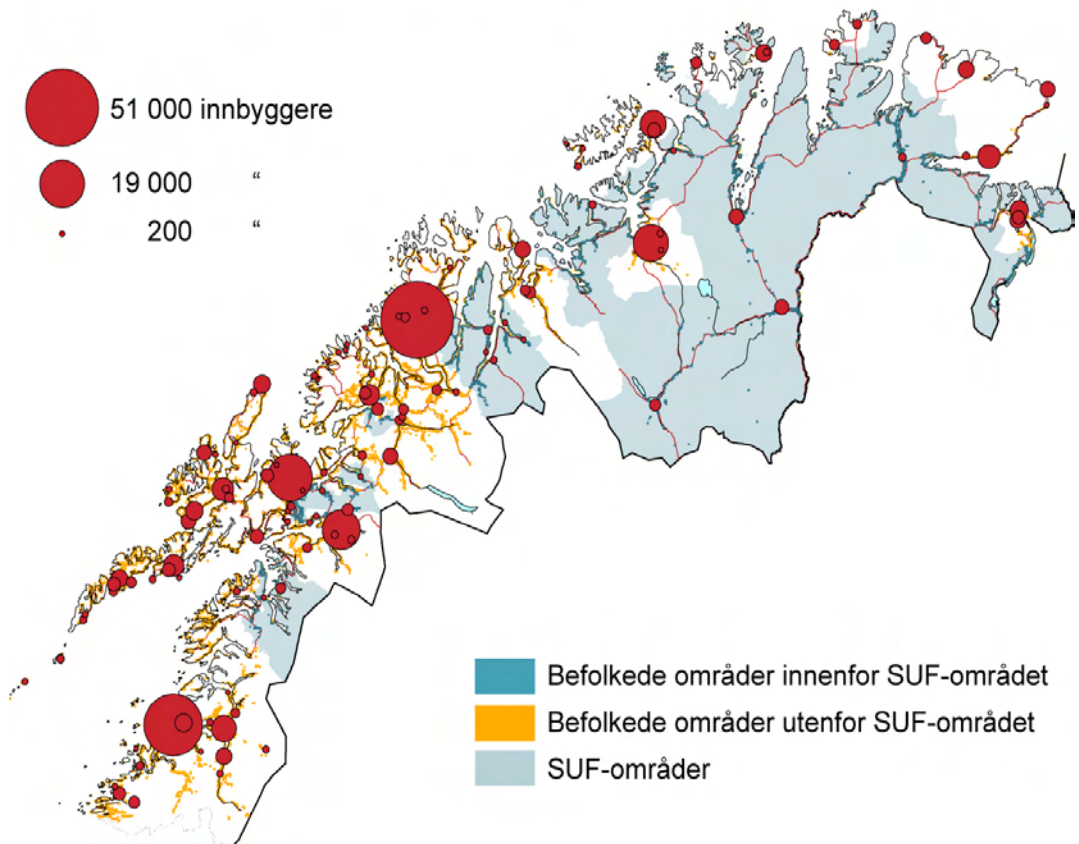 51 000 innbyggere
19 000 “
200 “
Befolkede områder innenfor SUF-området
Befolkede områder utenfor SUF-området
SUF-områder